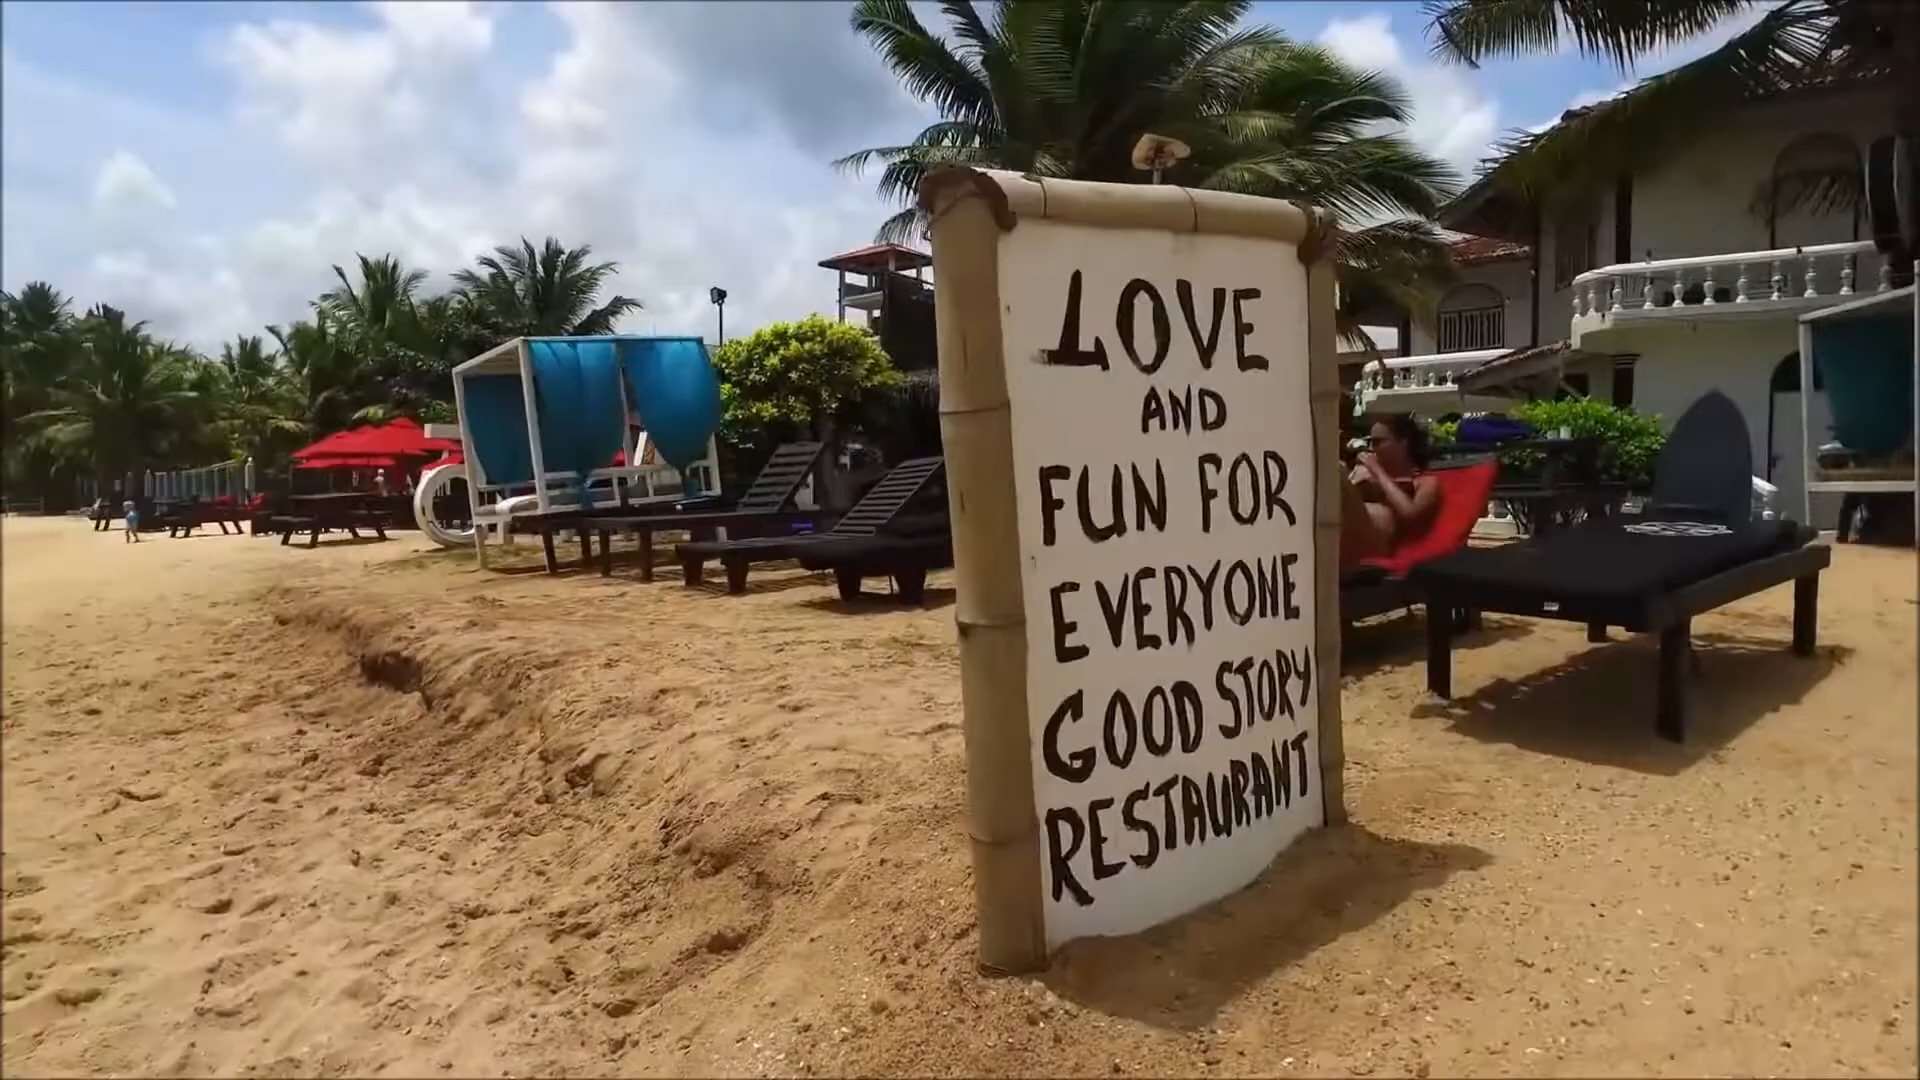 LOVE
AND
FUN FOR
EVERYONE
GOOD STORY
RESTAURANT